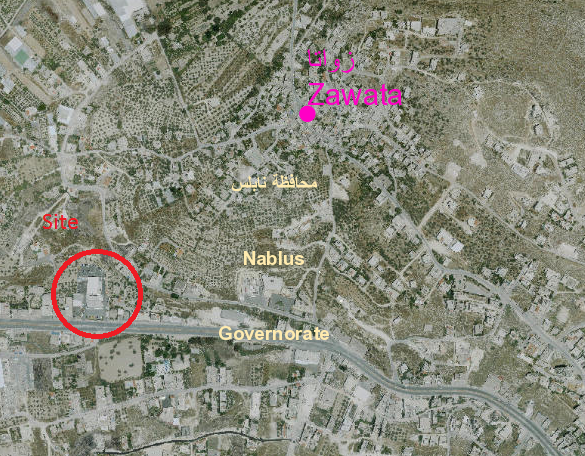 زواتا
Zawata
محافظة نابلس
Site
Nablus
Governorate